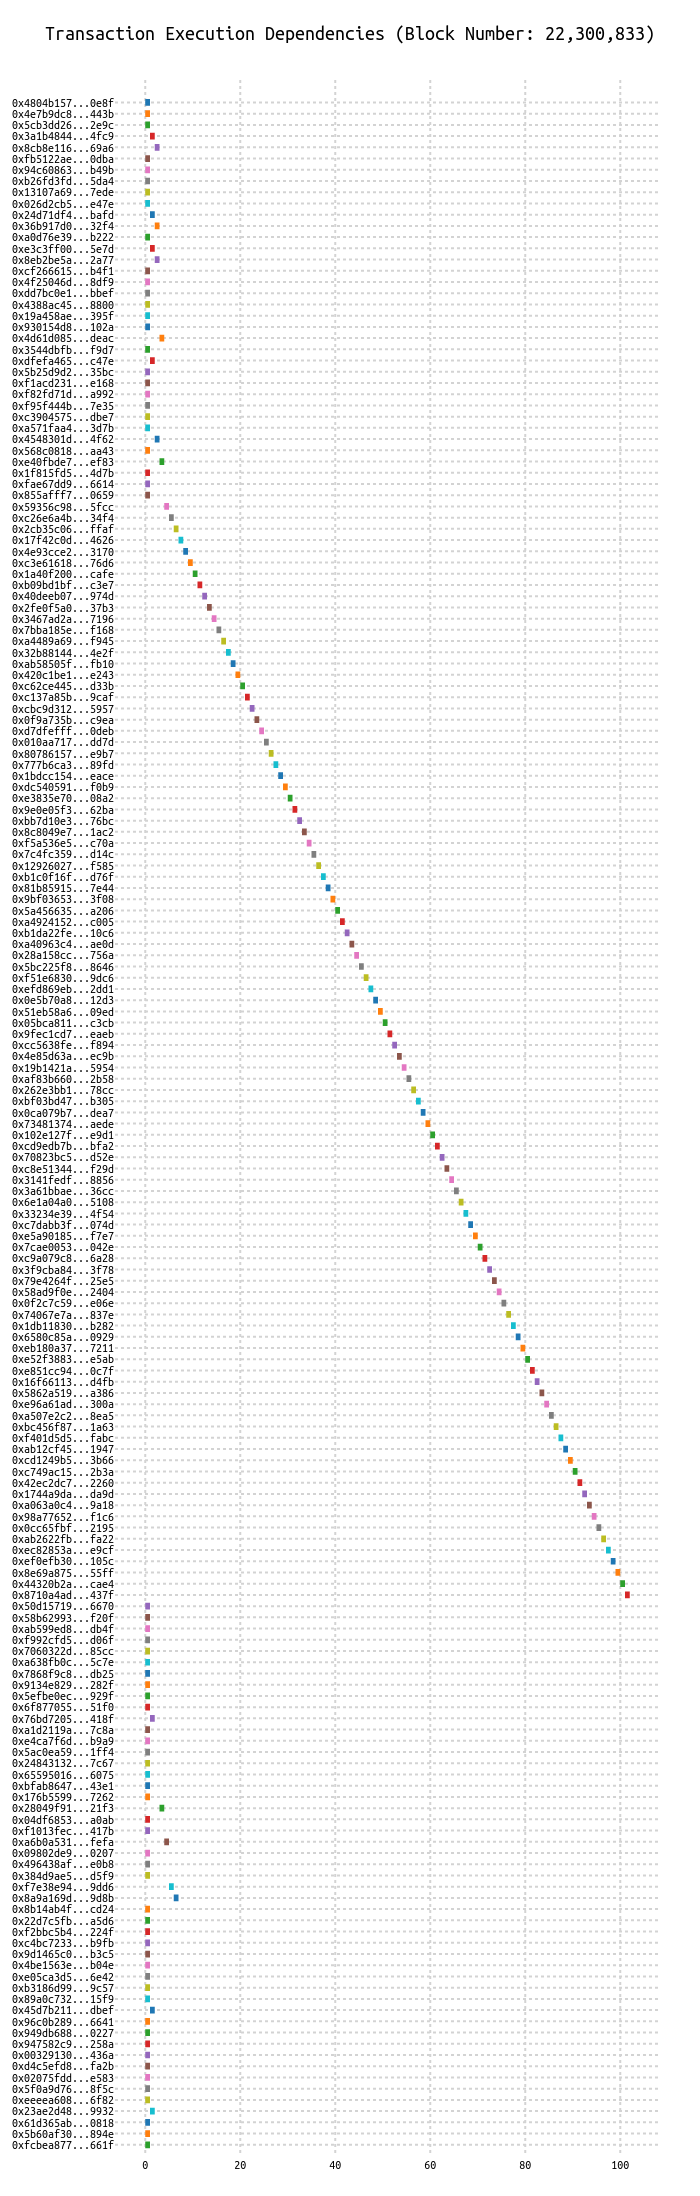 Transaction Execution Dependencies (Block Number: 22,300,833)
0x4804b157...0e8f
0x4e7b9dc8...443b
0x5cb3dd26...2e9c
0x3a1b4844...4fc9
0x8cb8e116...69a6
0xfb5122ae...0dba
0x94c60863...b49b
0xb26fd3fd...5da4
0x13107a69...7ede
0x026d2cb5...e47e
0x24d71df4...bafd
0x36b917d0...32f4
0xa0d76e39...b222
0xe3c3ff00...5e7d
0x8eb2be5a...2a77
0xcf266615...b4f1
0x4f25046d...8df9
0xdd7bc0e1...bbef
0x4388ac45...8800
0x19a458ae...395f
0x930154d8...102a
0x4d61d085...deac
0x3544dbfb...f9d7
0xdfefa465...c47e
0x5b25d9d2...35bc
0xf1acd231...e168
0xf82fd71d...a992
0xf95f444b...7e35
0xc3904575...dbe7
0xa571faa4...3d7b
0x4548301d...4f62
0x568c0818...aa43
0xe40fbde7...ef83
0x1f815fd5...4d7b
0xfae67dd9...6614
0x855afff7...0659
0x59356c98...5fcc
0xc26e6a4b...34f4
0x2cb35c06...ffaf
0x17f42c0d...4626
0x4e93cce2...3170
0xc3e61618...76d6
0x1a40f200...cafe
0xb09bd1bf...c3e7
0x40deeb07...974d
0x2fe0f5a0...37b3
0x3467ad2a...7196
0x7bba185e...f168
0xa4489a69...f945
0x32b88144...4e2f
0xab58505f...fb10
0x420c1be1...e243
0xc62ce445...d33b
0xc137a85b...9caf
0xcbc9d312...5957
0x0f9a735b...c9ea
0xd7dfefff...0deb
0x010aa717...dd7d
0x80786157...e9b7
0x777b6ca3...89fd
0x1bdcc154...eace
0xdc540591...f0b9
0xe3835e70...08a2
0x9e0e05f3...62ba
0xbb7d10e3...76bc
0x8c8049e7...1ac2
0xf5a536e5...c70a
0x7c4fc359...d14c
0x12926027...f585
0xb1c0f16f...d76f
0x81b85915...7e44
0x9bf03653...3f08
0x5a456635...a206
0xa4924152...c005
0xb1da22fe...10c6
0xa40963c4...ae0d
0x28a158cc...756a
0x5bc225f8...8646
0xf51e6830...9dc6
0xefd869eb...2dd1
0x0e5b70a8...12d3
0x51eb58a6...09ed
0x05bca811...c3cb
0x9fec1cd7...eaeb
0xcc5638fe...f894
0x4e85d63a...ec9b
0x19b1421a...5954
0xaf83b660...2b58
0x262e3bb1...78cc
0xbf03bd47...b305
0x0ca079b7...dea7
0x73481374...aede
0x102e127f...e9d1
0xcd9edb7b...bfa2
0x70823bc5...d52e
0xc8e51344...f29d
0x3141fedf...8856
0x3a61bbae...36cc
0x6e1a04a0...5108
0x33234e39...4f54
0xc7dabb3f...074d
0xe5a90185...f7e7
0x7cae0053...042e
0xc9a079c8...6a28
0x3f9cba84...3f78
0x79e4264f...25e5
0x58ad9f0e...2404
0x0f2c7c59...e06e
0x74067e7a...837e
0x1db11830...b282
0x6580c85a...0929
0xeb180a37...7211
0xe52f3883...e5ab
0xe851cc94...0c7f
0x16f66113...d4fb
0x5862a519...a386
0xe96a61ad...300a
0xa507e2c2...8ea5
0xbc456f87...1a63
0xf401d5d5...fabc
0xab12cf45...1947
0xcd1249b5...3b66
0xc749ac15...2b3a
0x42ec2dc7...2260
0x1744a9da...da9d
0xa063a0c4...9a18
0x98a77652...f1c6
0x0cc65fbf...2195
0xab2622fb...fa22
0xec82853a...e9cf
0xef0efb30...105c
0x8e69a875...55ff
0x44320b2a...cae4
0x8710a4ad...437f
0x50d15719...6670
0x58b62993...f20f
0xab599ed8...db4f
0xf992cfd5...d06f
0x7060322d...85cc
0xa638fb0c...5c7e
0x7868f9c8...db25
0x9134e829...282f
0x5efbe0ec...929f
0x6f877055...51f0
0x76bd7205...418f
0xa1d2119a...7c8a
0xe4ca7f6d...b9a9
0x5ac0ea59...1ff4
0x24843132...7c67
0x65595016...6075
0xbfab8647...43e1
0x176b5599...7262
0x28049f91...21f3
0x04df6853...a0ab
0xf1013fec...417b
0xa6b0a531...fefa
0x09802de9...0207
0x496438af...e0b8
0x384d9ae5...d5f9
0xf7e38e94...9dd6
0x8a9a169d...9d8b
0x8b14ab4f...cd24
0x22d7c5fb...a5d6
0xf2bbc5b4...224f
0xc4bc7233...b9fb
0x9d1465c0...b3c5
0x4be1563e...b04e
0xe05ca3d5...6e42
0xb3186d99...9c57
0x89a0c732...15f9
0x45d7b211...dbef
0x96c0b289...6641
0x949db688...0227
0x947582c9...258a
0x00329130...436a
0xd4c5efd8...fa2b
0x02075fdd...e583
0x5f0a9d76...8f5c
0xeeeea608...6f82
0x23ae2d48...9932
0x61d365ab...0818
0x5b60af30...894e
0xfcbea877...661f
0 20 40 60 80 100